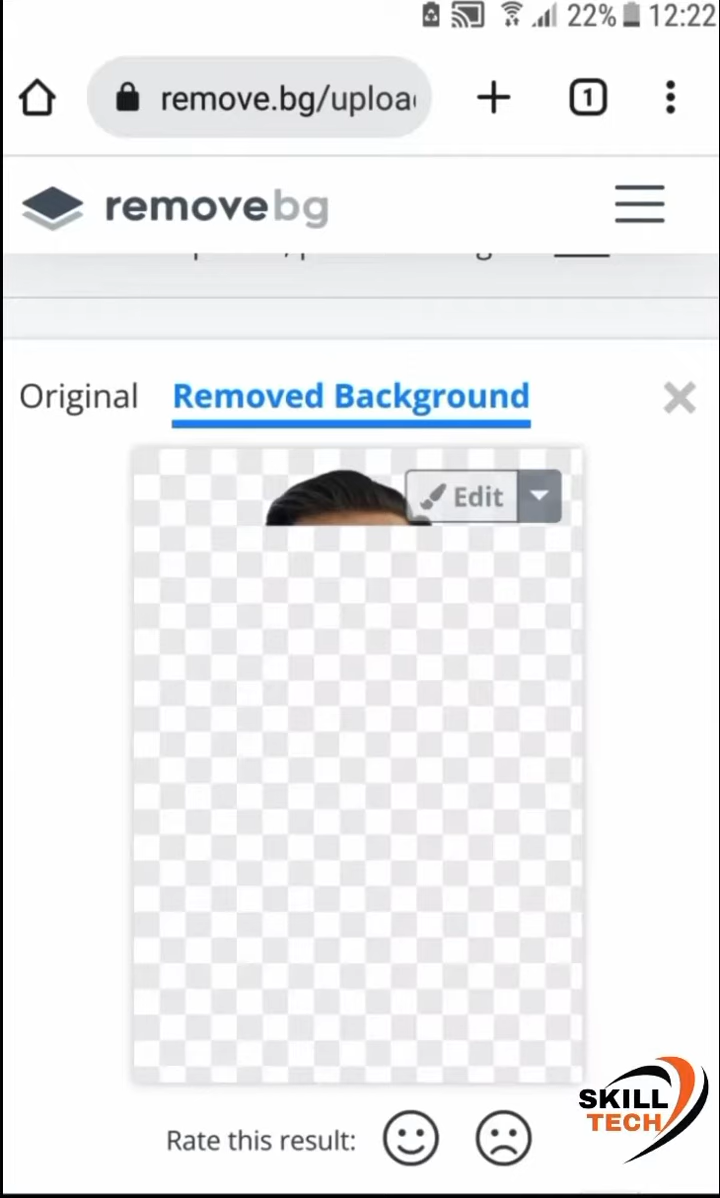 22% 12:22
remove.bg/uploa
1
removebg
Original Removed Background
Edit
Rate this result:
SKILL
TECH